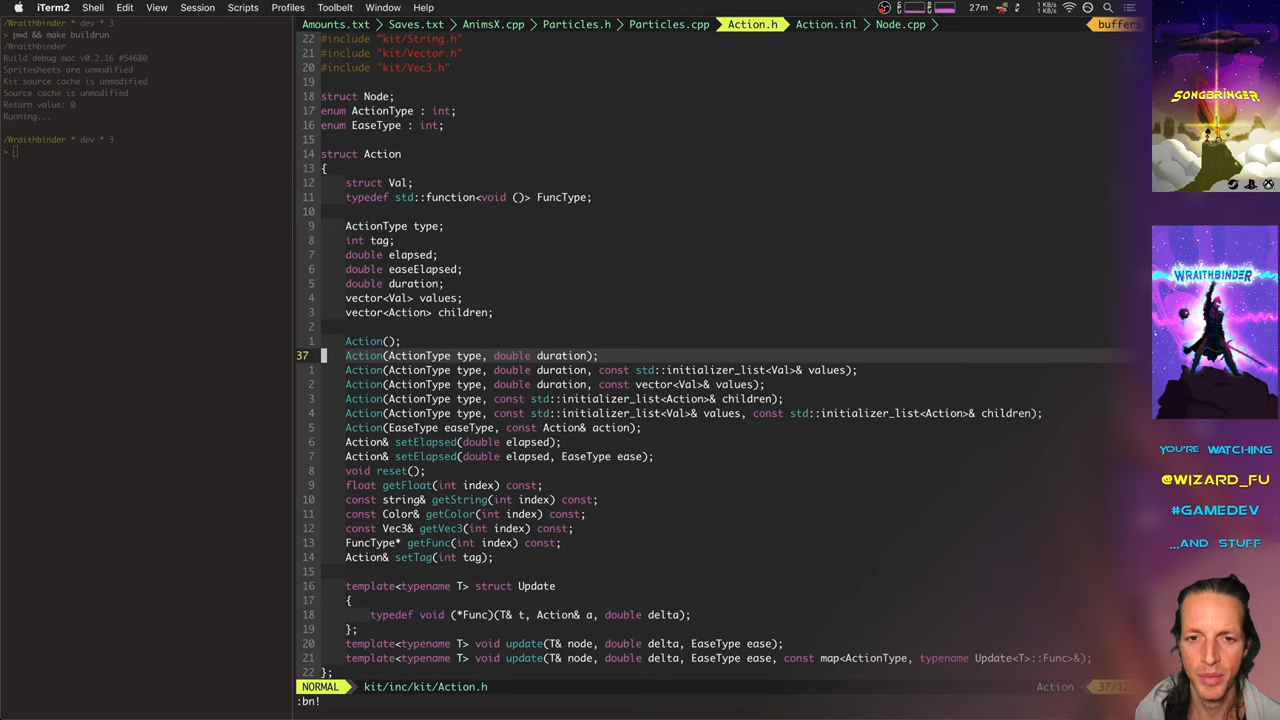 iTerm2 Shell Edit View Session Scripts Profiles Toolbelt Window Help 27m 1 KB/s 1 KB/s
/Wraithbinder * dev * 3
> pwd && make buildrun
/Wraithbinder
Build debug mac v0.2.16 #54680
Spritesheets are unmodified
Kit source cache is unmodified
Source cache is unmodified
Return value: 0
Running...
/Wraithbinder * dev * 3
>
Amounts.txt Saves.txt AnimsX.cpp Particles.h Particles.cpp Action.h Action.inl Node.cpp buffers
22 #include "kit/String.h"
21 #include "kit/Vector.h"
20 #include "kit/Vec3.h"
19
18 struct Node;
17 enum ActionType : int;
16 enum EaseType : int;
15
14 struct Action
13 {
12 struct Val;
11 typedef std::function<void ()> FuncType;
10
9 ActionType type;
8 int tag;
7 double elapsed;
6 double easeElapsed;
5 double duration;
4 vector<Val> values;
3 vector<Action> children;
2
1 Action();
37 Action(ActionType type, double duration);
1 Action(ActionType type, double duration, const std::initializer_list<Val>& values);
2 Action(ActionType type, double duration, const vector<Val>& values);
3 Action(ActionType type, const std::initializer_list<Action>& children);
4 Action(ActionType type, const std::initializer_list<Val>& values, const std::initializer_list<Action>& children);
5 Action(EaseType easeType, const Action& action);
6 Action& setElapsed(double elapsed);
7 Action& setElapsed(double elapsed, EaseType ease);
8 void reset();
9 float getFloat(int index) const;
10 const string& getString(int index) const;
11 const Color& getColor(int index) const;
12 const Vec3& getVec3(int index) const;
13 FuncType* getFunc(int index) const;
14 Action& setTag(int tag);
15
16 template<typename T> struct Update
17 {
18 typedef void (*Func)(T& t, Action& a, double delta);
19 };
20 template<typename T> void update(T& node, double delta, EaseType ease);
21 template<typename T> void update(T& node, double delta, EaseType ease, const map<ActionType, typename Update<T>::Func>&);
22 };
NORMAL kit/inc/kit/Action.h Action
:bn!
SONGBRINGER
WRAITHBINDER
YOU'RE WATCHING
@WIZARD_FU
#GAMEDEV
...AND STUFF